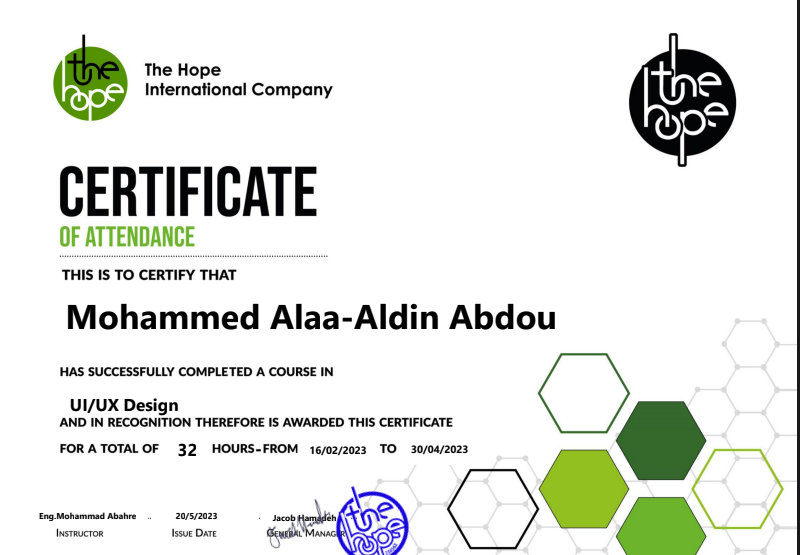 the hope
The Hope
International Company
the hope
CERTIFICATE
OF ATTENDANCE
THIS IS TO CERTIFY THAT
Mohammed Alaa-Aldin Abdou
HAS SUCCESSFULLY COMPLETED A COURSE IN
UI/UX Design
AND IN RECOGNITION THEREFORE IS AWARDED THIS CERTIFICATE
FOR A TOTAL OF 32 HOURS-FROM 16/02/2023 TO 30/04/2023
Eng.Mohammad Abahre .. 20/5/2023 . Jacob Hamadeh
INSTRUCTOR ISSUE DATE GENERAL MANAGER
the hope